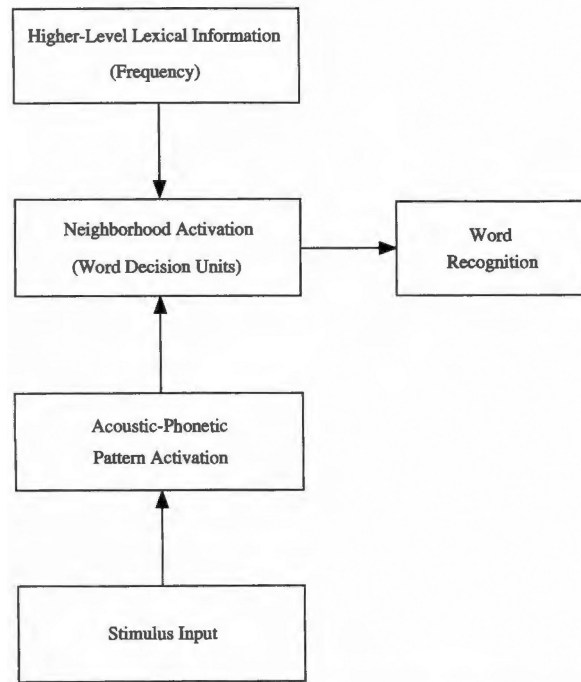 Higher-Level Lexical Information
(Frequency)
Neighborhood Activation
(Word Decision Units)
Word
Recognition
Acoustic-Phonetic
Pattern Activation
Stimulus Input